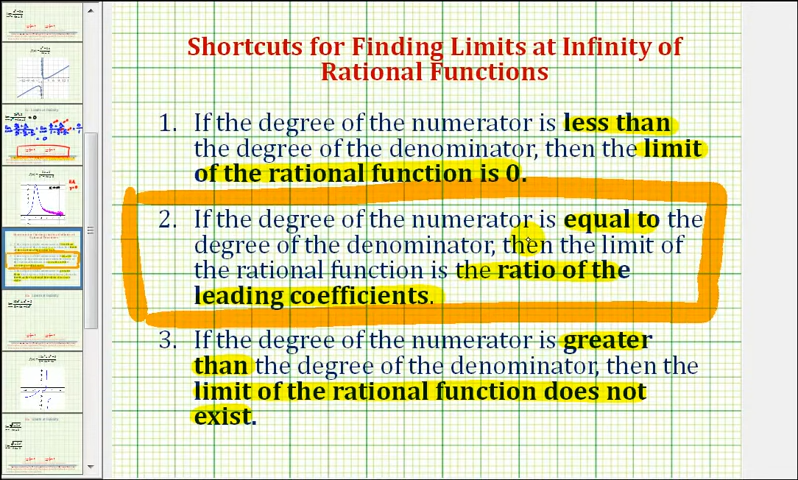 Shortcuts for Finding Limits at Infinity of
Rational Functions
1. If the degree of the numerator is less than
the degree of the denominator, then the limit
of the rational function is 0.
2. If the degree of the numerator is equal to the
degree of the denominator, then the limit of
the rational function is the ratio of the
leading coefficients.
3. If the degree of the numerator is greater
than the degree of the denominator, then the
limit of the rational function does not
exist.